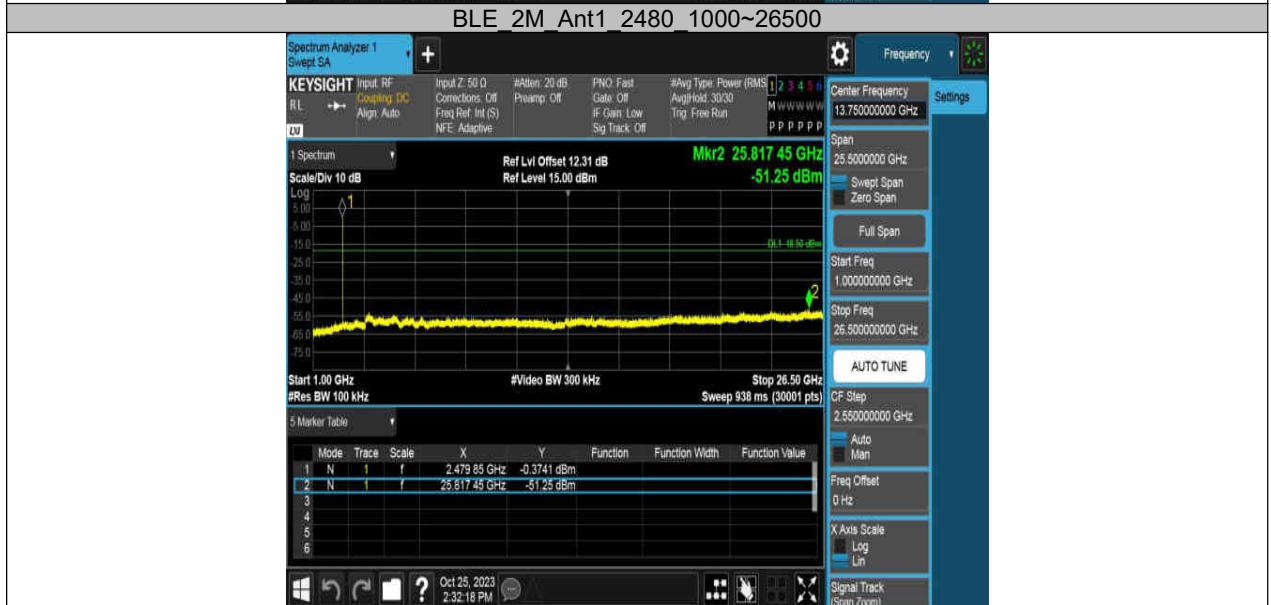 BLE_2M_Ant1_2480_1000~26500
Spectrum Analyzer 1
Swept SA
+
Frequency
KEYSIGHT
RL
Input: RF
Coupling: DC
Align: Auto
Input Z: 50 Ω
Corrections: Off
Freq Ref: Int (S)
NFE: Adaptive
#Atten: 20 dB
Preamp: Off
PNO: Fast
Gate: Off
IF Gain: Low
Sig Track: Off
#Avg Type: Power (RMS
Avg|Hold: 30/30
Trig: Free Run
1 2 3 4 5 6
M W W W W W
P P P P P P
Center Frequency
13.750000000 GHz
Settings
Span
25.5000000 GHz
Swept Span
Zero Span
Full Span
Start Freq
1.000000000 GHz
Stop Freq
26.500000000 GHz
AUTO TUNE
CF Step
2.550000000 GHz
Auto
Man
Freq Offset
0 Hz
X Axis Scale
Log
Lin
Signal Track
(Span Zoom)
1 Spectrum
Scale/Div 10 dB
Ref Lvl Offset 12.31 dB
Ref Level 15.00 dBm
Mkr2 25.817 45 GHz
-51.25 dBm
Log
5.00
-5.00
-15.0
-25.0
-35.0
-45.0
-55.0
-65.0
-75.0
1
2
Start 1.00 GHz
#Res BW 100 kHz
#Video BW 300 kHz
Stop 26.50 GHz
Sweep 938 ms (30001 pts)
5 Marker Table
Mode Trace Scale X Y Function Function Width Function Value
1 N 1 f 2.479 85 GHz -0.3741 dBm
2 N 1 f 25.817 45 GHz -51.25 dBm
3
4
5
6
?
Oct 25, 2023
2:32:18 PM